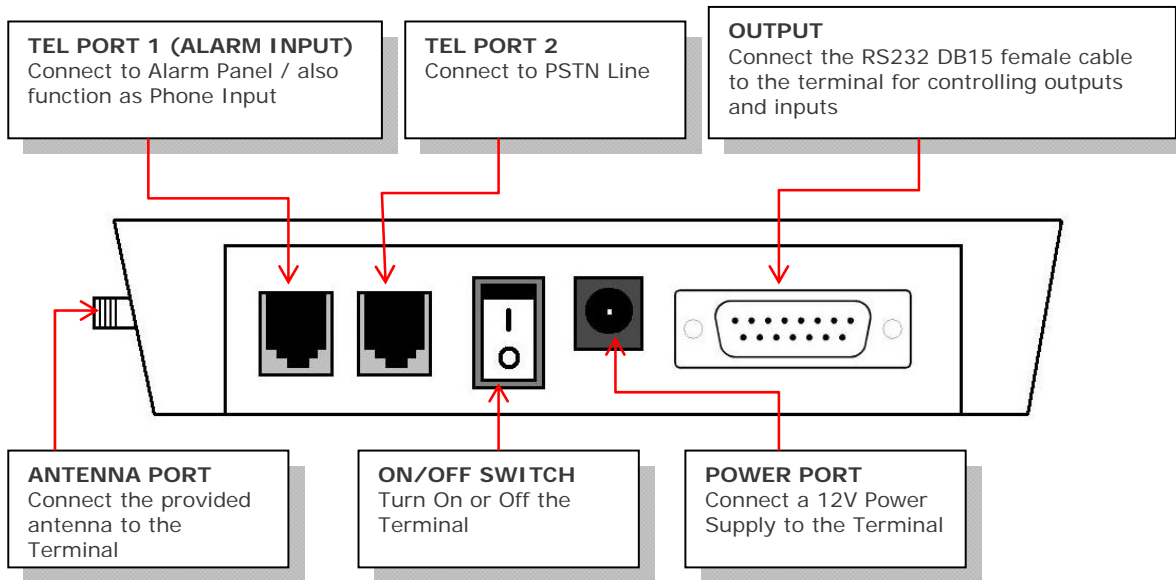 TEL PORT 1 (ALARM INPUT)
Connect to Alarm Panel / also
function as Phone Input
TEL PORT 2
Connect to PSTN Line
OUTPUT
Connect the RS232 DB15 female cable
to the terminal for controlling outputs
and inputs
ANTENNA PORT
Connect the provided
antenna to the
Terminal
ON/OFF SWITCH
Turn On or Off the
Terminal
POWER PORT
Connect a 12V Power
Supply to the Terminal